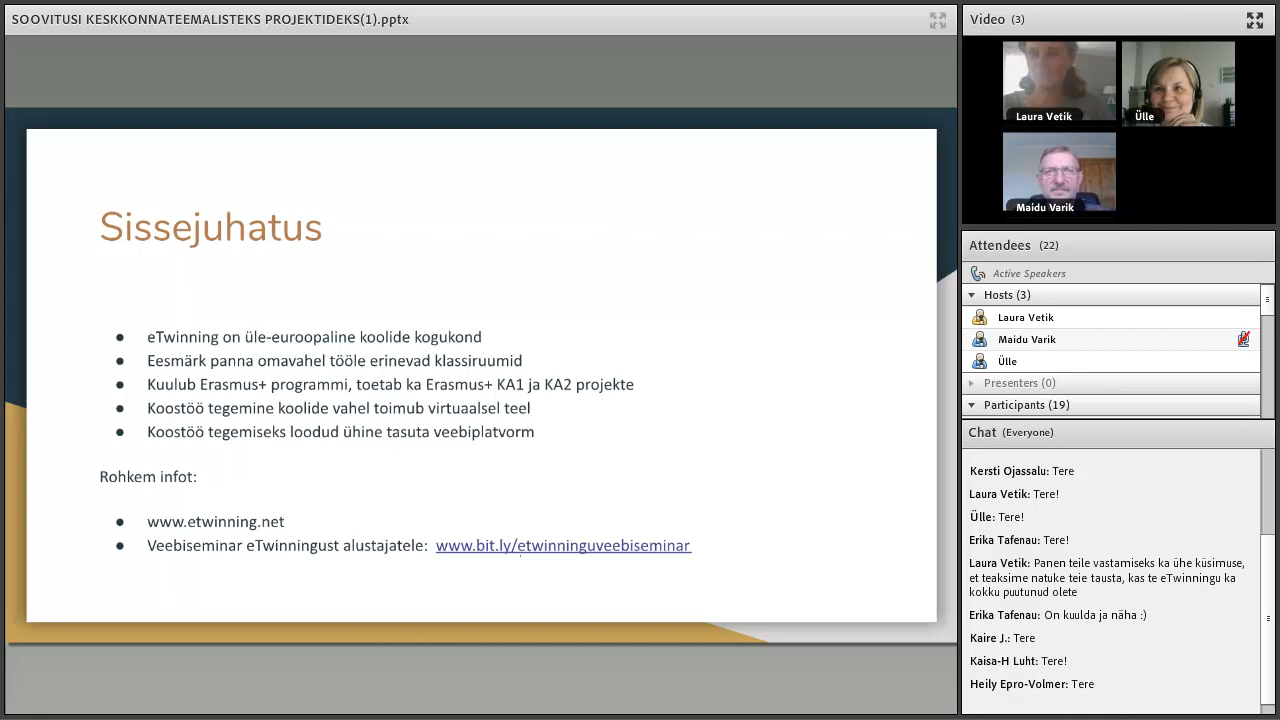 SOOVITUSI KESKKONNATEEMALISTEKS PROJEKTIDEKS(1).pptx
Sissejuhatus
● eTwinning on üle-euroopaline koolide kogukond
● Eesmärk panna omavahel tööle erinevad klassiruumid
● Kuulub Erasmus+ programmi, toetab ka Erasmus+ KA1 ja KA2 projekte
● Koostöö tegemine koolide vahel toimub virtuaalsel teel
● Koostöö tegemiseks loodud ühine tasuta veebiplatvorm
Rohkem infot:
● www.etwinning.net
● Veebiseminar eTwinningust alustajatele: www.bit.ly/etwinninguveebiseminar
Video (3)
Laura Vetik
Ülle
Maidu Varik
Attendees (22)
Active Speakers
Hosts (3)
Laura Vetik
Maidu Varik
Ülle
Presenters (0)
Participants (19)
Chat (Everyone)
Kersti Ojassalu: Tere
Laura Vetik: Tere!
Ülle: Tere!
Erika Tafenau: Tere!
Laura Vetik: Panen teile vastamiseks ka ühe küsimuse,
et teaksime natuke teie tausta, kas te eTwinningu ka
kokku puutunud olete
Erika Tafenau: On kuulda ja näha :)
Kaire J.: Tere
Kaisa-H Luht: Tere!
Heily Epro-Volmer: Tere